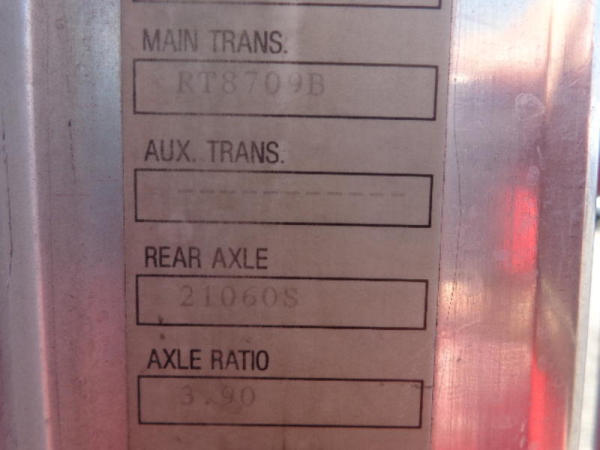 MAIN TRANS.
RT8709B
AUX. TRANS.
--------------
REAR AXLE
21060S
AXLE RATIO
3.90